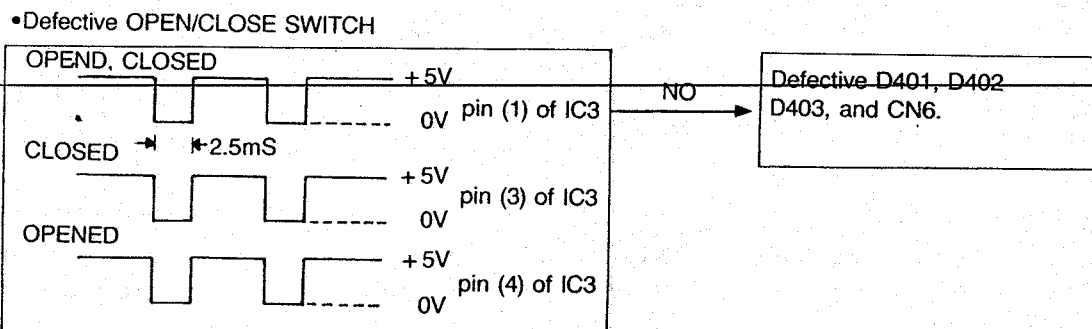 •Defective OPEN/CLOSE SWITCH
OPEND, CLOSED
+5V
0V
pin (1) of IC3
2.5mS
CLOSED
+5V
0V
pin (3) of IC3
OPENED
+5V
0V
pin (4) of IC3
NO
Defective D401, D402
D403, and CN6.